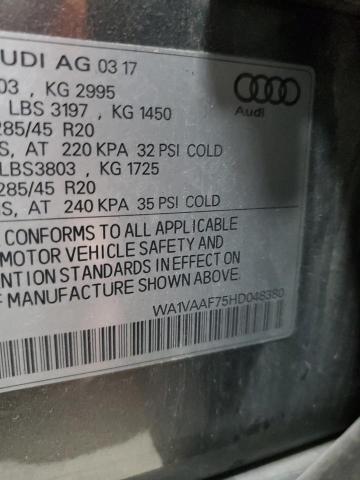 UDI AG 03 17
03 , KG 2995
LBS 3197 , KG 1450
285/45 R20
S, AT 220 KPA 32 PSI COLD
LBS3803 , KG 1725
285/45 R20
S, AT 240 KPA 35 PSI COLD
CONFORMS TO ALL APPLICABLE
MOTOR VEHICLE SAFETY AND
ENTION STANDARDS IN EFFECT ON
F MANUFACTURE SHOWN ABOVE.
WA1VAAF75HD048380
Audi